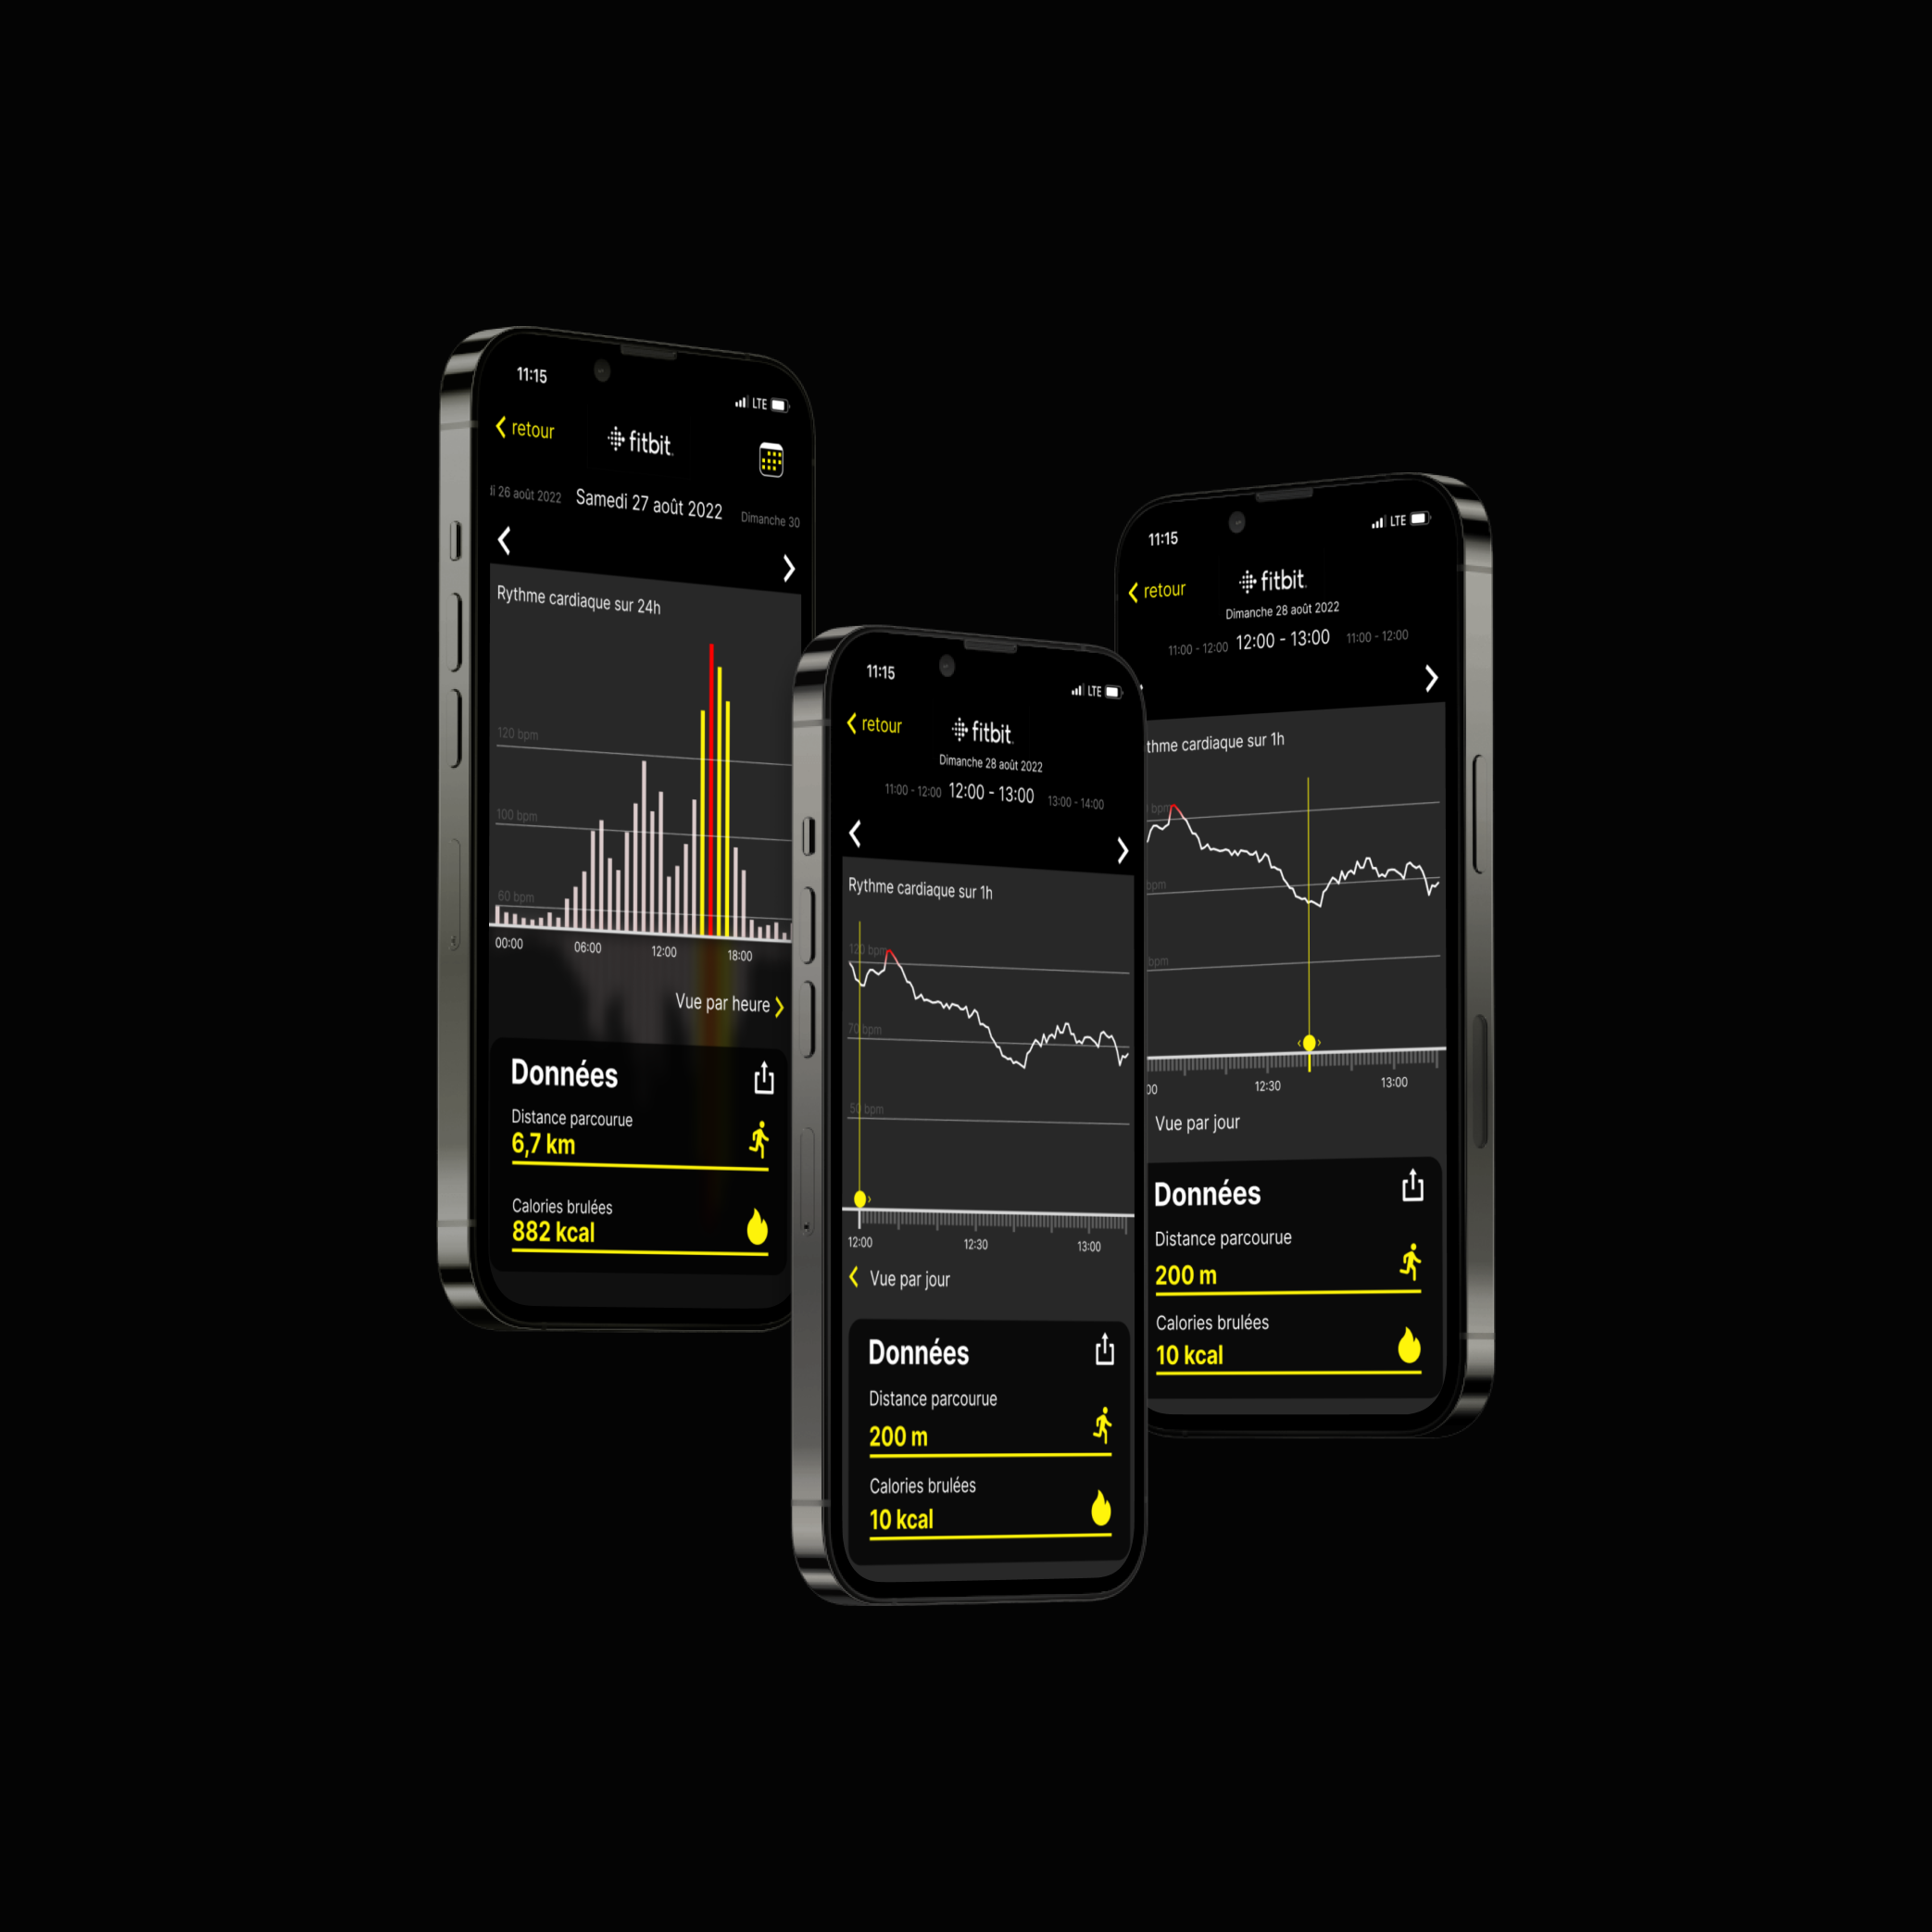 11:15
LTE
retour
fitbit
di 26 août 2022 Samedi 27 août 2022 Dimanche 30
Rythme cardiaque sur 24h
120 bpm
100 bpm
60 bpm
00:00 06:00 12:00 18:00
Vue par heure
Données
Distance parcourue
6,7 km
Calories brulées
882 kcal
11:15
LTE
retour
fitbit
Dimanche 28 août 2022
11:00 - 12:00 12:00 - 13:00 13:00 - 14:00
Rythme cardiaque sur 1h
120 bpm
70 bpm
50 bpm
12:00 12:30 13:00
Vue par jour
Données
Distance parcourue
200 m
Calories brulées
10 kcal
11:15
LTE
retour
fitbit
Dimanche 28 août 2022
11:00 - 12:00 12:00 - 13:00 11:00 - 12:00
thme cardiaque sur 1h
bpm
bpm
bpm
00 12:30 13:00
Vue par jour
Données
Distance parcourue
200 m
Calories brulées
10 kcal